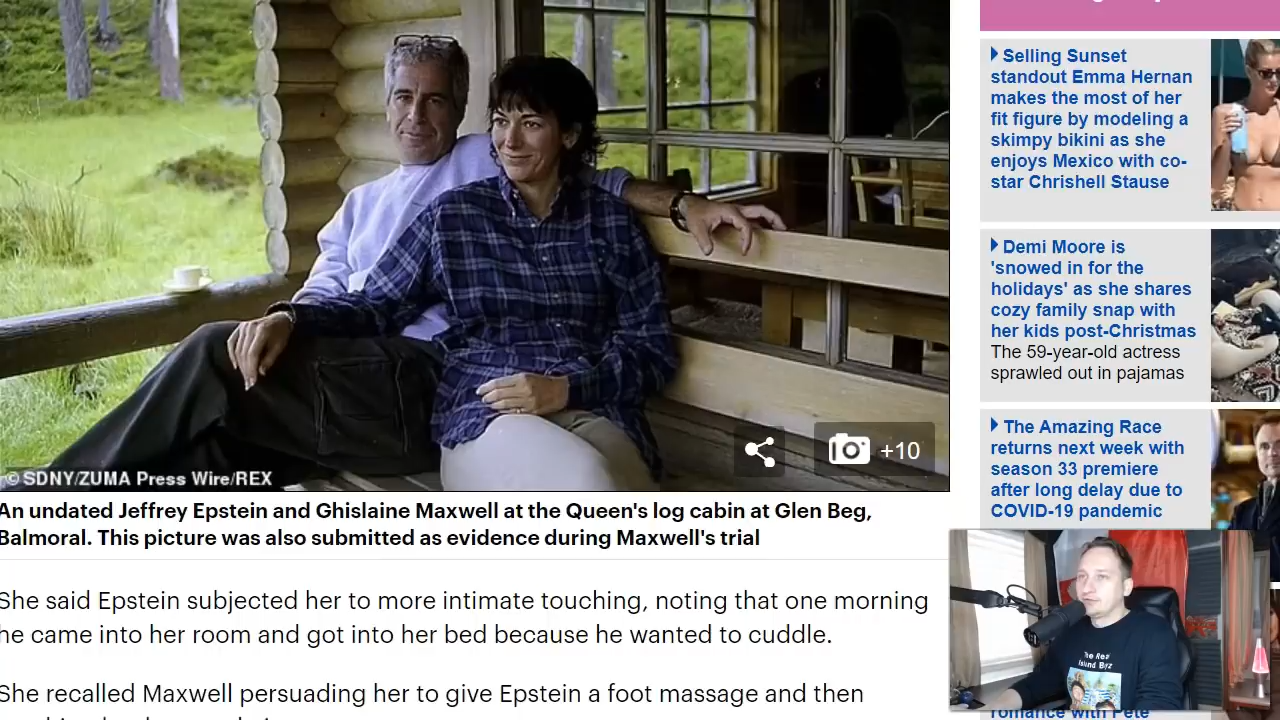 © SDNY/ZUMA Press Wire/REX
+10
An undated Jeffrey Epstein and Ghislaine Maxwell at the Queen's log cabin at Glen Beg,
Balmoral. This picture was also submitted as evidence during Maxwell's trial
She said Epstein subjected her to more intimate touching, noting that one morning
he came into her room and got into her bed because he wanted to cuddle.
She recalled Maxwell persuading her to give Epstein a foot massage and then
Selling Sunset
standout Emma Hernan
makes the most of her
fit figure by modeling a
skimpy bikini as she
enjoys Mexico with co-
star Chrishell Stause
Demi Moore is
'snowed in for the
holidays' as she shares
cozy family snap with
her kids post-Christmas
The 59-year-old actress
sprawled out in pajamas
The Amazing Race
returns next week with
season 33 premiere
after long delay due to
COVID-19 pandemic
The Real
Island Boyz
romance with Pete